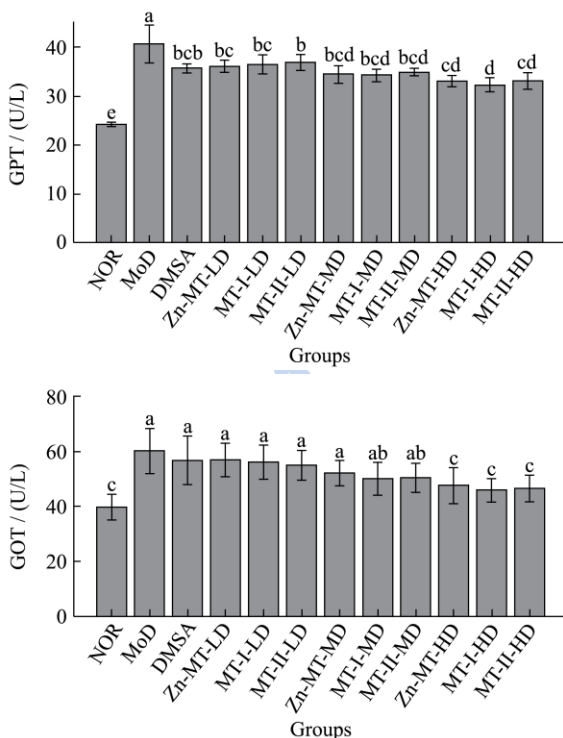 GPT / (U/L)
40
30
20
10
0
e
a
bcb
bc
bc
b
bcd
bcd
bcd
cd
d
cd
NOR
MoD
DMSA
Zn-MT-LD
MT-I-LD
MT-II-LD
Zn-MT-MD
MT-I-MD
MT-II-MD
Zn-MT-HD
MT-I-HD
MT-II-HD
Groups
GOT / (U/L)
80
60
40
20
0
c
a
a
a
a
a
a
ab
ab
c
c
c
NOR
MoD
DMSA
Zn-MT-LD
MT-I-LD
MT-II-LD
Zn-MT-MD
MT-I-MD
MT-II-MD
Zn-MT-HD
MT-I-HD
MT-II-HD
Groups